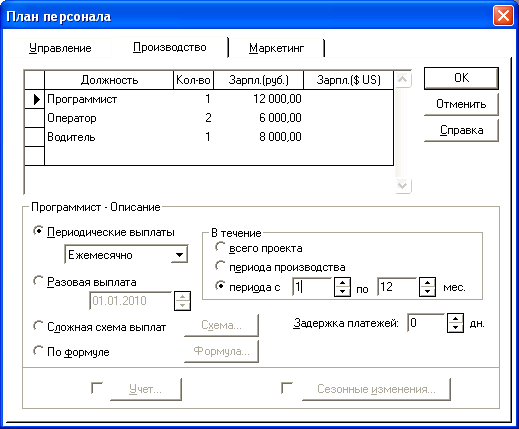 План персонала
Управление Производство Маркетинг
Должность Кол-во Зарпл.(руб.) Зарпл.($ US)
Программист 1 12 000,00
Оператор 2 6 000,00
Водитель 1 8 000,00
OK
Отменить
Справка
Программист - Описание
Периодические выплаты
Ежемесячно
Разовая выплата
01.01.2010
Сложная схема выплат Схема...
По формуле Формула...
В течение
всего проекта
периода производства
периода с 1 по 12 мес.
Задержка платежей: 0 дн.
Учет... Сезонные изменения...